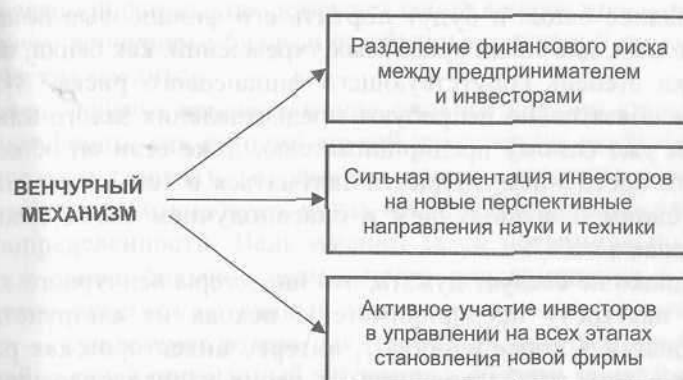 Разделение финансового риска
между предпринимателем
и инвесторами
ВЕНЧУРНЫЙ
МЕХАНИЗМ
Сильная ориентация инвесторов
на новые перспективные
направления науки и техники
Активное участие инвесторов
в управлении на всех этапах
становления новой фирмы